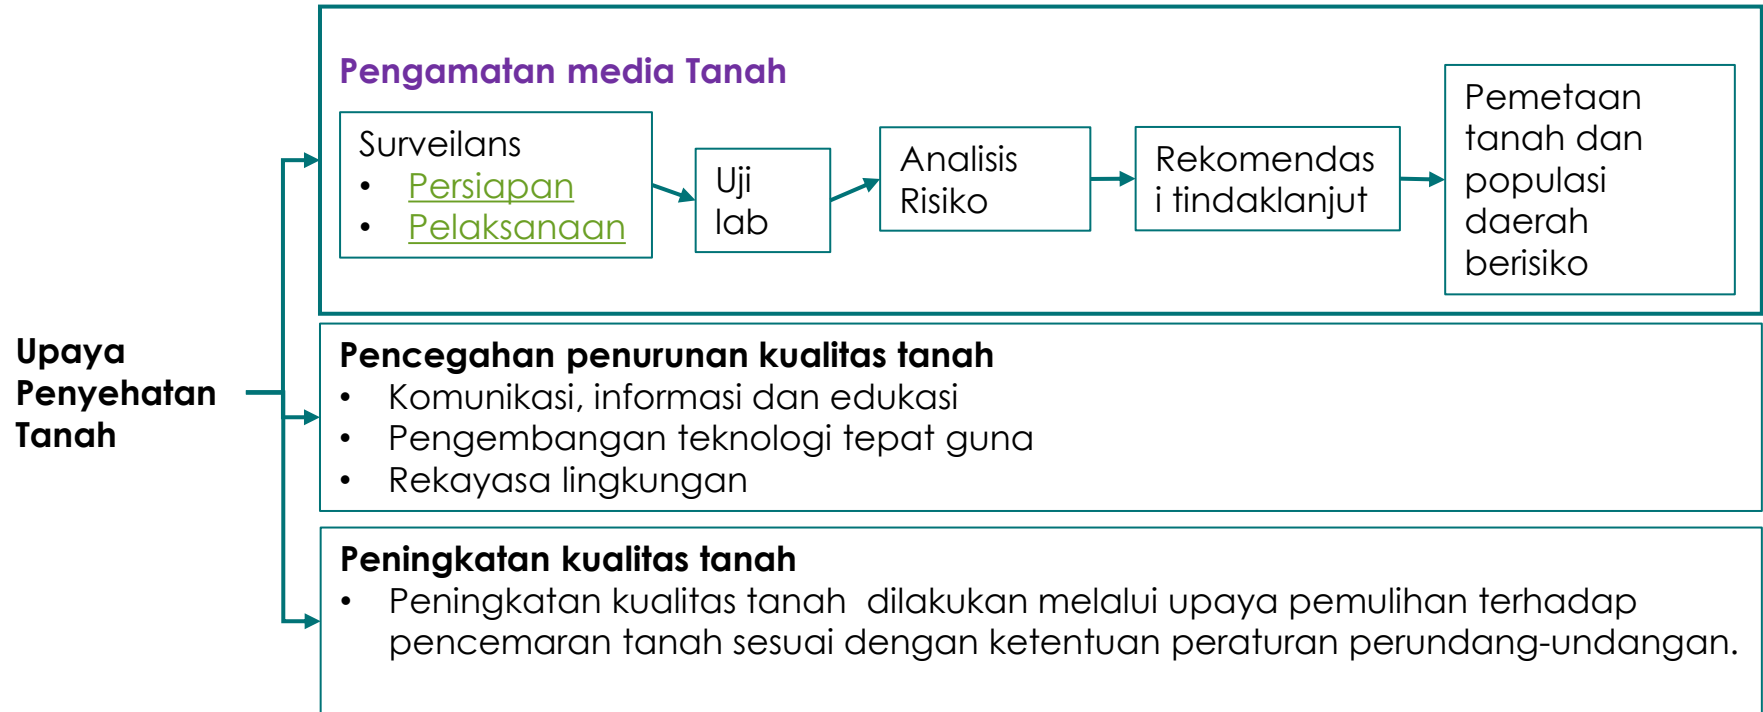 Upaya
Penyehatan
Tanah
Pengamatan media Tanah
Surveilans
• Persiapan
• Pelaksanaan
Uji
lab
Analisis
Risiko
Rekomendas
i tindaklanjut
Pemetaan
tanah dan
populasi
daerah
berisiko
Pencegahan penurunan kualitas tanah
• Komunikasi, informasi dan edukasi
• Pengembangan teknologi tepat guna
• Rekayasa lingkungan
Peningkatan kualitas tanah
• Peningkatan kualitas tanah  dilakukan melalui upaya pemulihan terhadap
pencemaran tanah sesuai dengan ketentuan peraturan perundang-undangan.